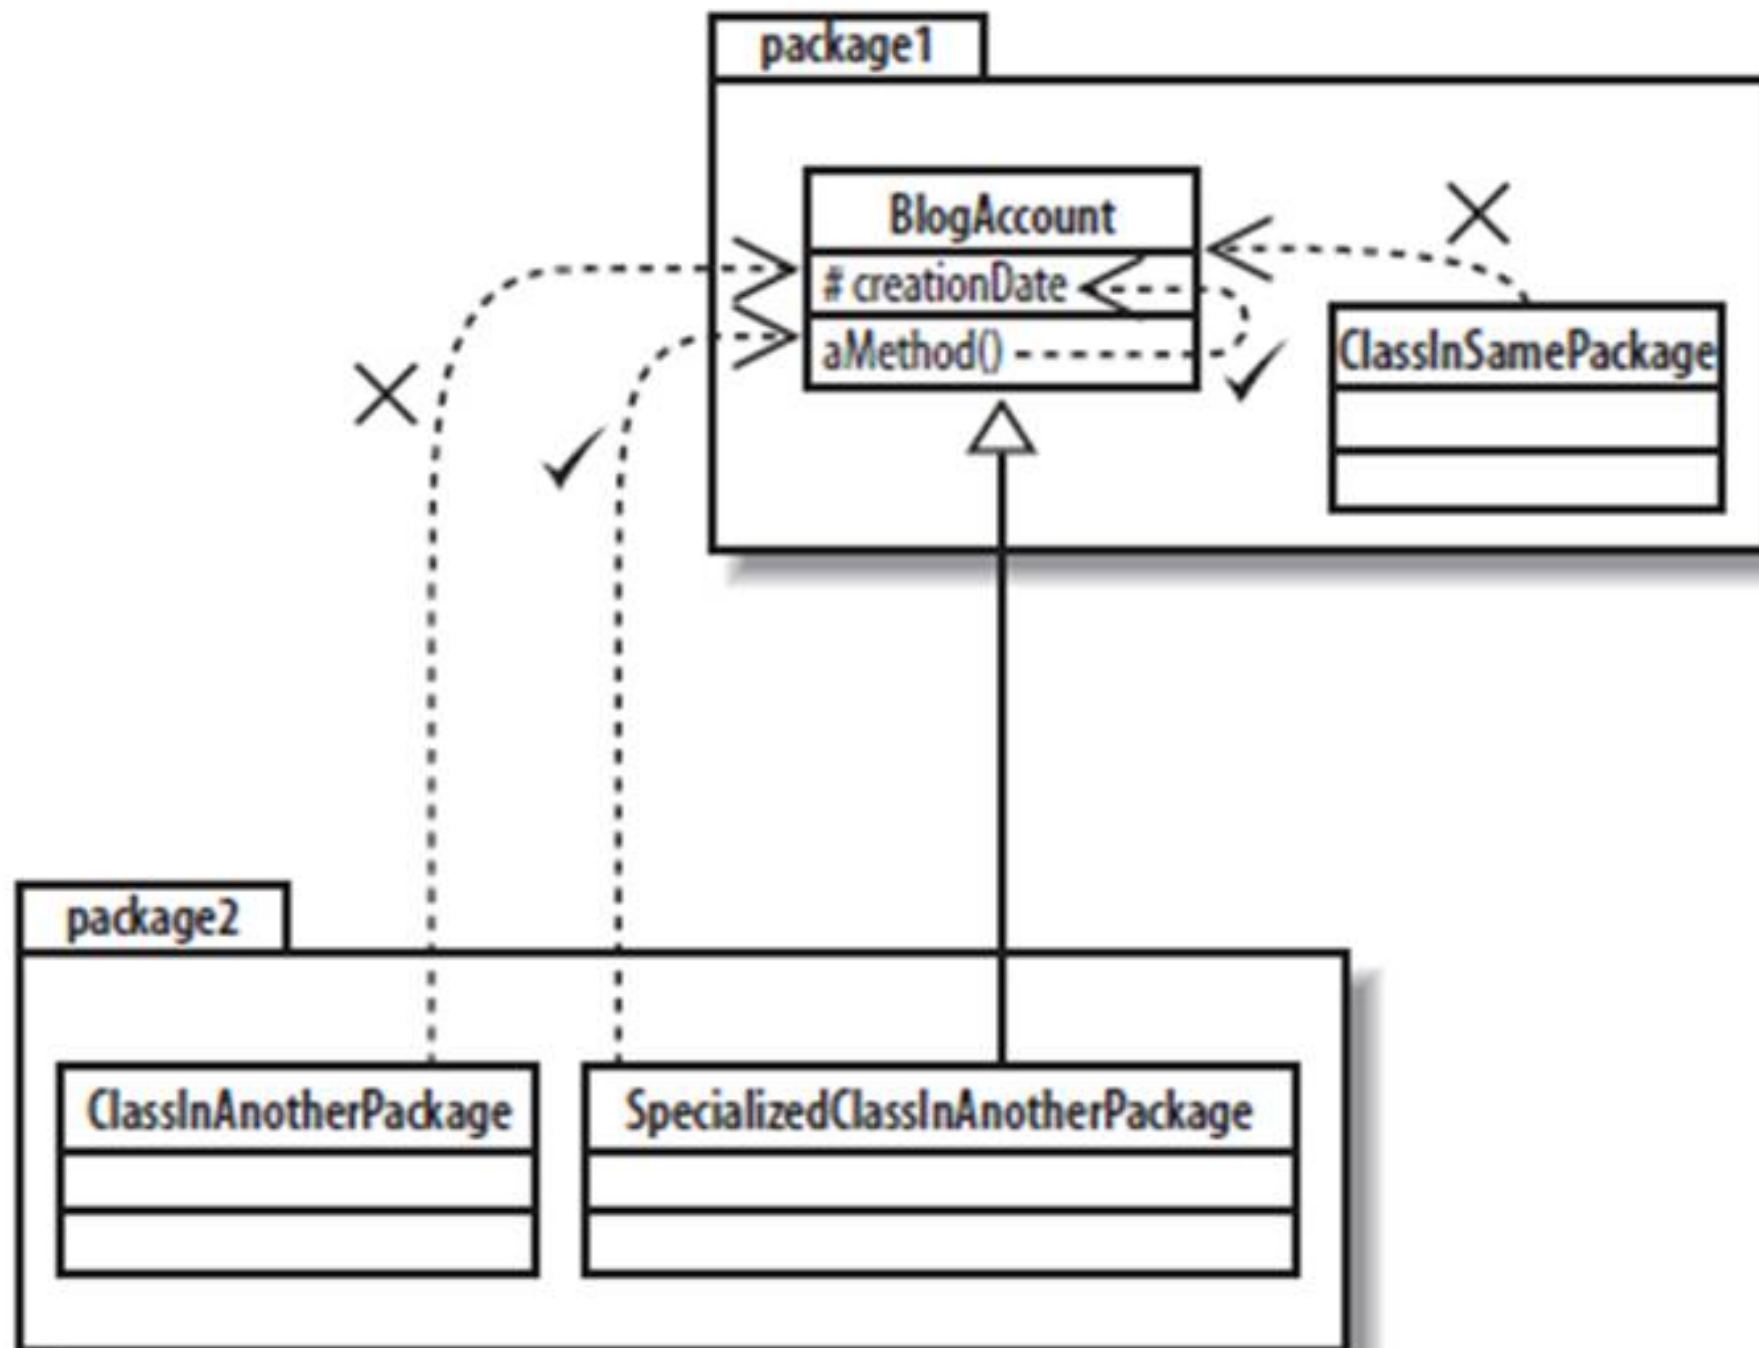 package1
BlogAccount
# creationDate
aMethod()
ClassInSamePackage
package2
ClassInAnotherPackage
SpecializedClassInAnotherPackage